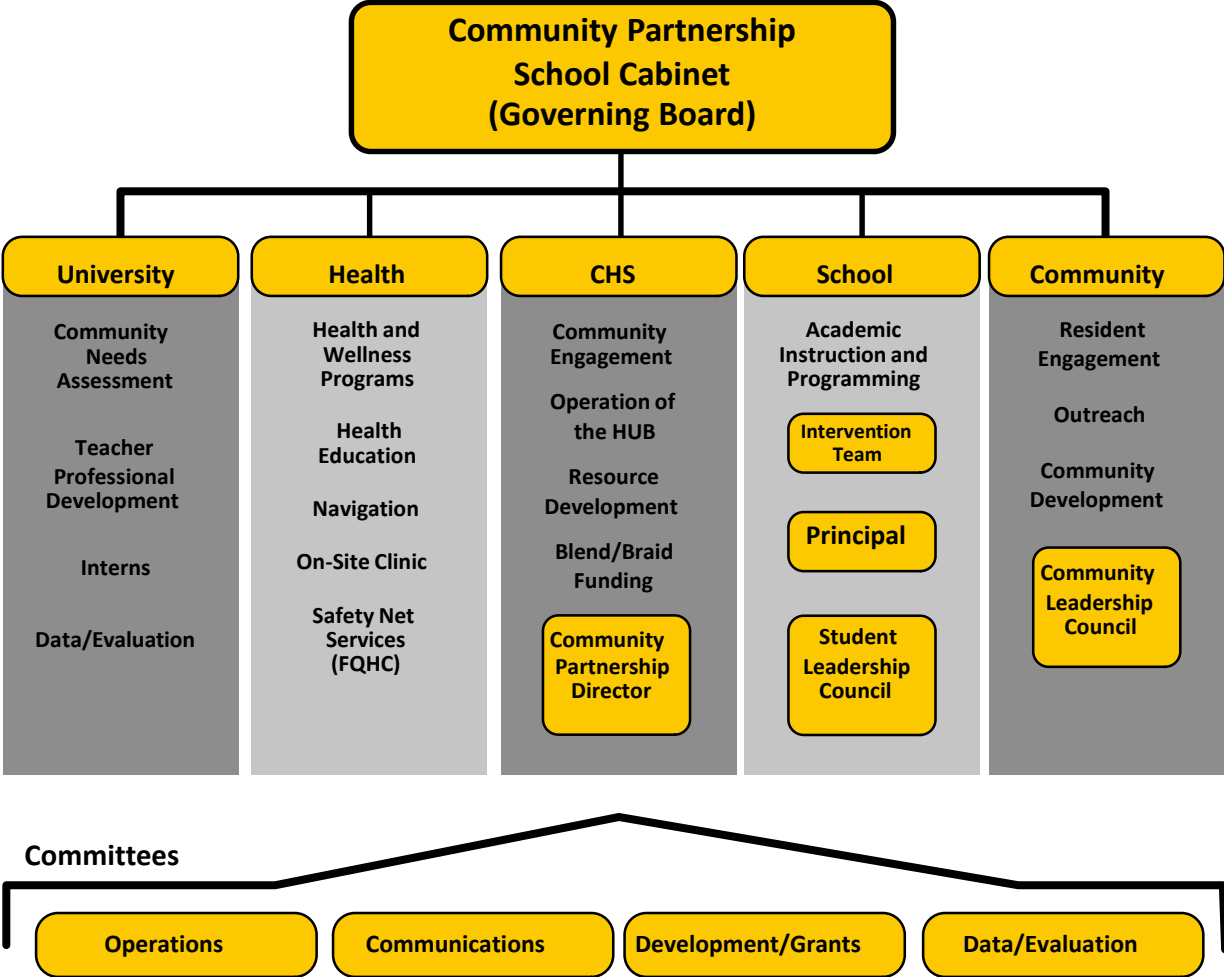 Community Partnership
School Cabinet
(Governing Board)
University
Community
Needs
Assessment
Teacher
Professional
Development
Interns
Data/Evaluation
Health
Health and
Wellness
Programs
Health
Education
Navigation
On-Site Clinic
Safety Net
Services
(FQHC)
CHS
Community
Engagement
Operation of
the HUB
Resource
Development
Blend/Braid
Funding
Community
Partnership
Director
School
Academic
Instruction and
Programming
Intervention
Team
Principal
Student
Leadership
Council
Community
Resident
Engagement
Outreach
Community
Development
Community
Leadership
Council
Committees
Operations
Communications
Development/Grants
Data/Evaluation